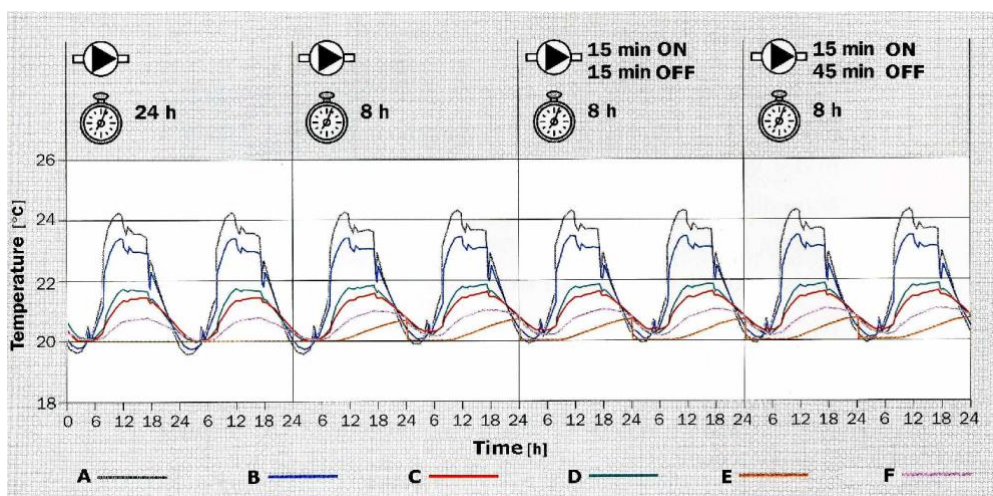 15 min ON
15 min OFF
15 min ON
45 min OFF
24 h
8 h
8 h
8 h
26
24
22
20
18
Temperature [°C]
0 6 12 18 24 6 12 18 24 6 12 18 24 6 12 18 24 6 12 18 24 6 12 18 24 6 12 18 24 6 12 18 24
Time [h]
A B C D E F